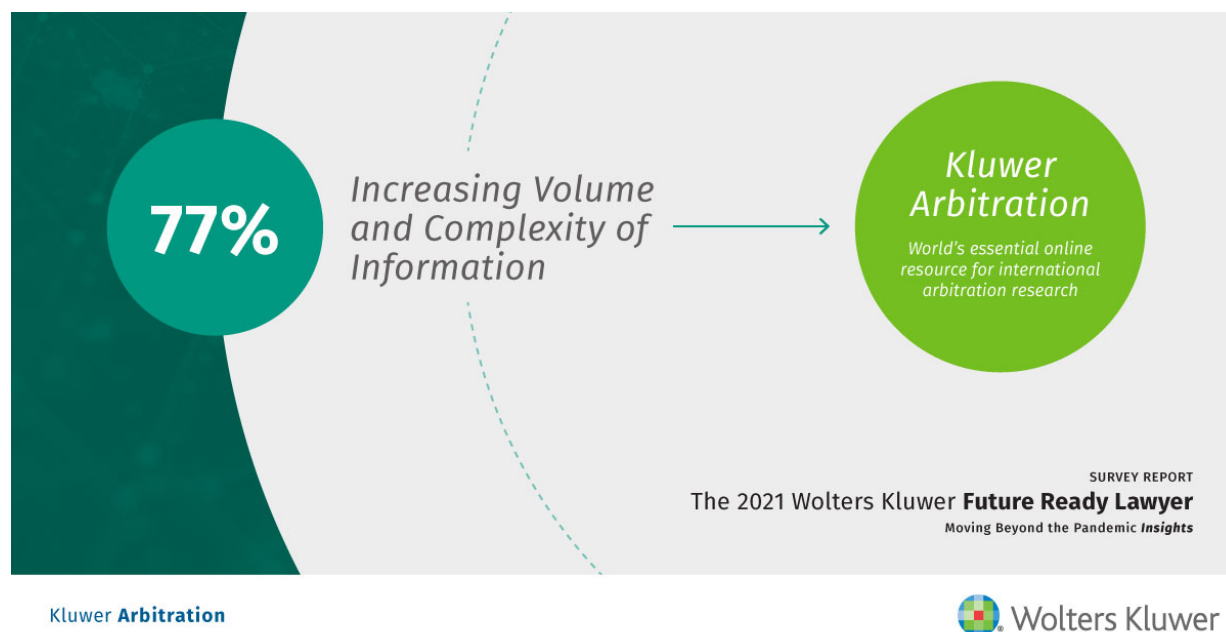 77%
Increasing Volume
and Complexity of
Information
Kluwer
Arbitration
World's essential online
resource for international
arbitration research
SURVEY REPORT
The 2021 Wolters Kluwer Future Ready Lawyer
Moving Beyond the Pandemic Insights
Kluwer Arbitration
Wolters Kluwer